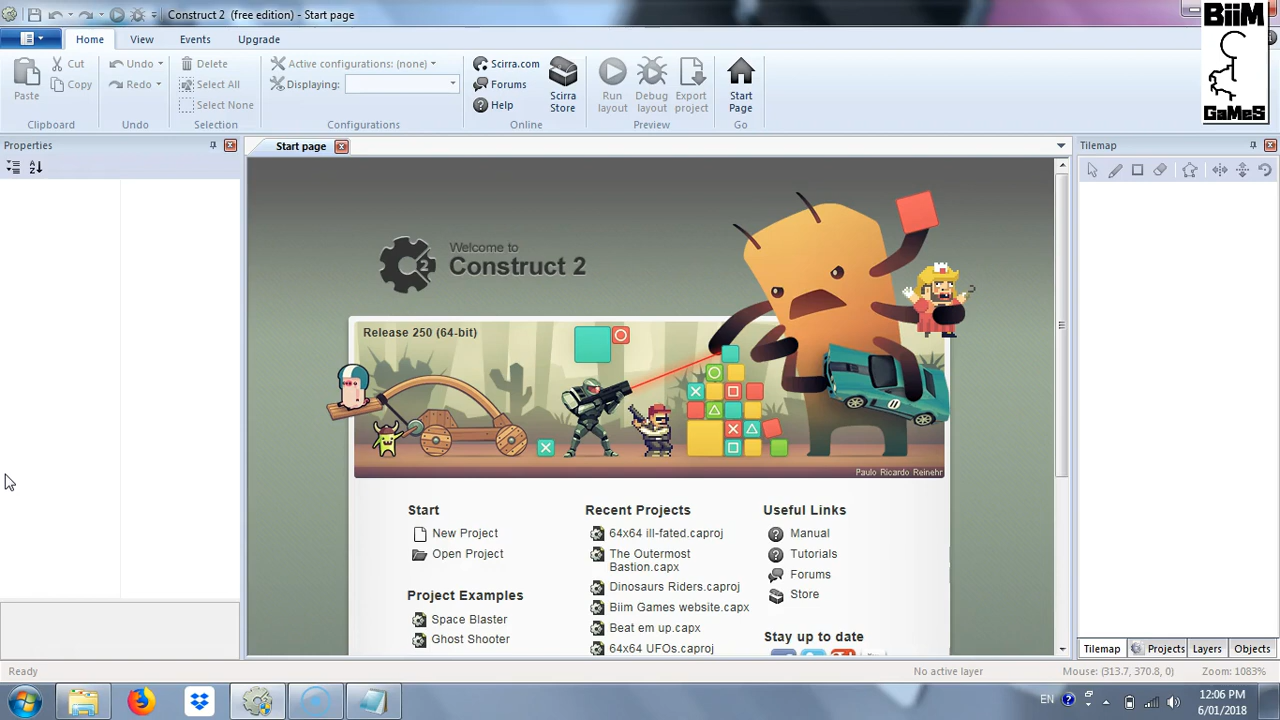 Construct 2 (free edition) - Start page
BiiM
GaMeS
Home View Events Upgrade
Paste
Cut
Copy
Clipboard
Undo
Redo
Undo
Delete
Select All
Select None
Selection
Active configurations: (none)
Displaying:
Configurations
Scirra.com
Forums
Help
Scirra
Store
Online
Run
layout
Debug
layout
Export
project
Preview
Start
Page
Go
Properties
Start page
Tilemap
Welcome to
Construct 2
Release 250 (64-bit)
Paulo Ricardo Reinehr
Start
New Project
Open Project
Project Examples
Space Blaster
Ghost Shooter
Recent Projects
64x64 ill-fated.caproj
The Outermost
Bastion.capx
Dinosaurs Riders.caproj
Biim Games website.capx
Beat em up.capx
64x64 UFOs.caproj
Useful Links
Manual
Tutorials
Forums
Store
Stay up to date
Tilemap Projects Layers Objects
Ready
No active layer
Mouse: (313.7, 370.8, 0)
Zoom: 1083%
EN
12:06 PM
6/01/2018